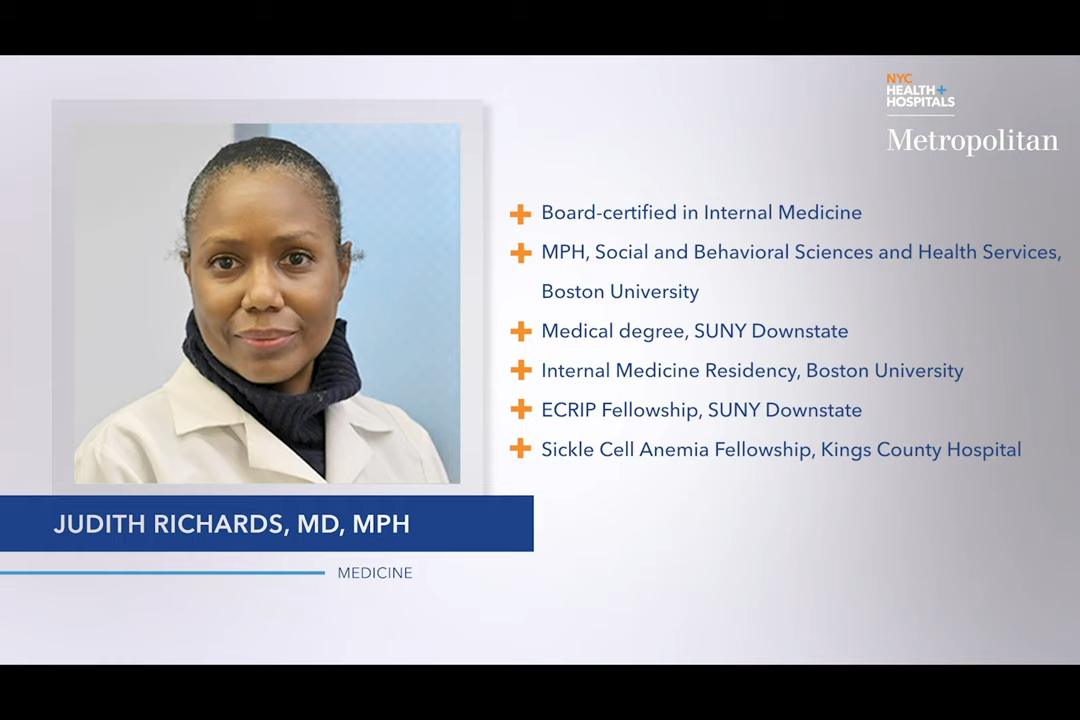 NYC
HEALTH+
HOSPITALS
Metropolitan
Board-certified in Internal Medicine
MPH, Social and Behavioral Sciences and Health Services,
Boston University
Medical degree, SUNY Downstate
Internal Medicine Residency, Boston University
ECRIP Fellowship, SUNY Downstate
Sickle Cell Anemia Fellowship, Kings County Hospital
JUDITH RICHARDS, MD, MPH
MEDICINE